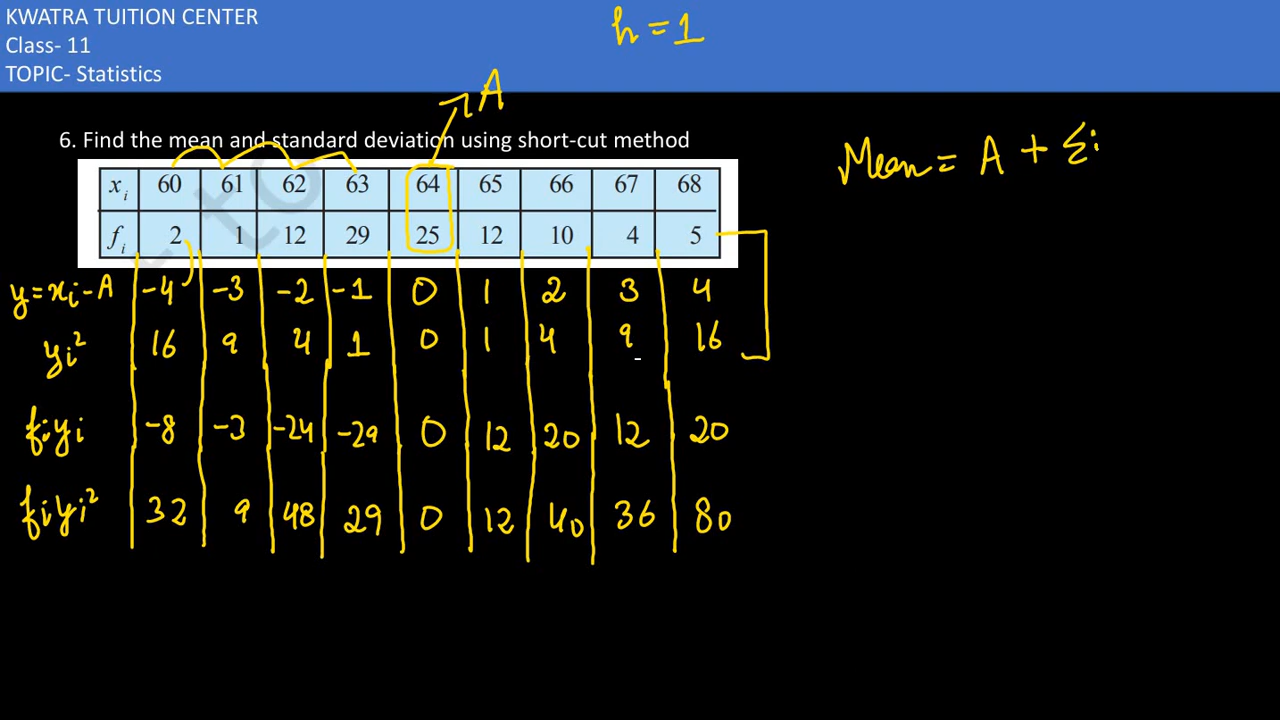 KWATRA TUITION CENTER
Class- 11
TOPIC- Statistics
h = 1
A
6. Find the mean and standard deviation using short-cut method
Mean = A + Σi
xi 60 61 62 63 64 65 66 67 68
fi 2 1 12 29 25 12 10 4 5
y = xi - A -4 -3 -2 -1 0 1 2 3 4
yi² 16 9 4 1 0 1 4 9 16
fiyi -8 -3 -24 -29 0 12 20 12 20
fiyi² 32 9 48 29 0 12 40 36 80